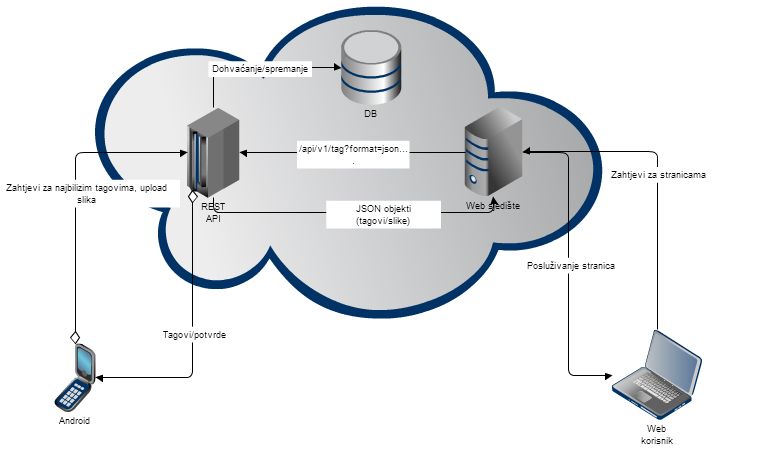 Dohvaćanje/spremanje
DB
/api/v1/tag?format=json...
.
Zahtjevi za stranicama
Zahtjevi za najbilizim tagovima, upload
slika
REST
API
JSON objekti
(tagovi/slike)
Web sjedište
Posluživanje stranica
Tagovi/potvrde
Android
Web
korisnik